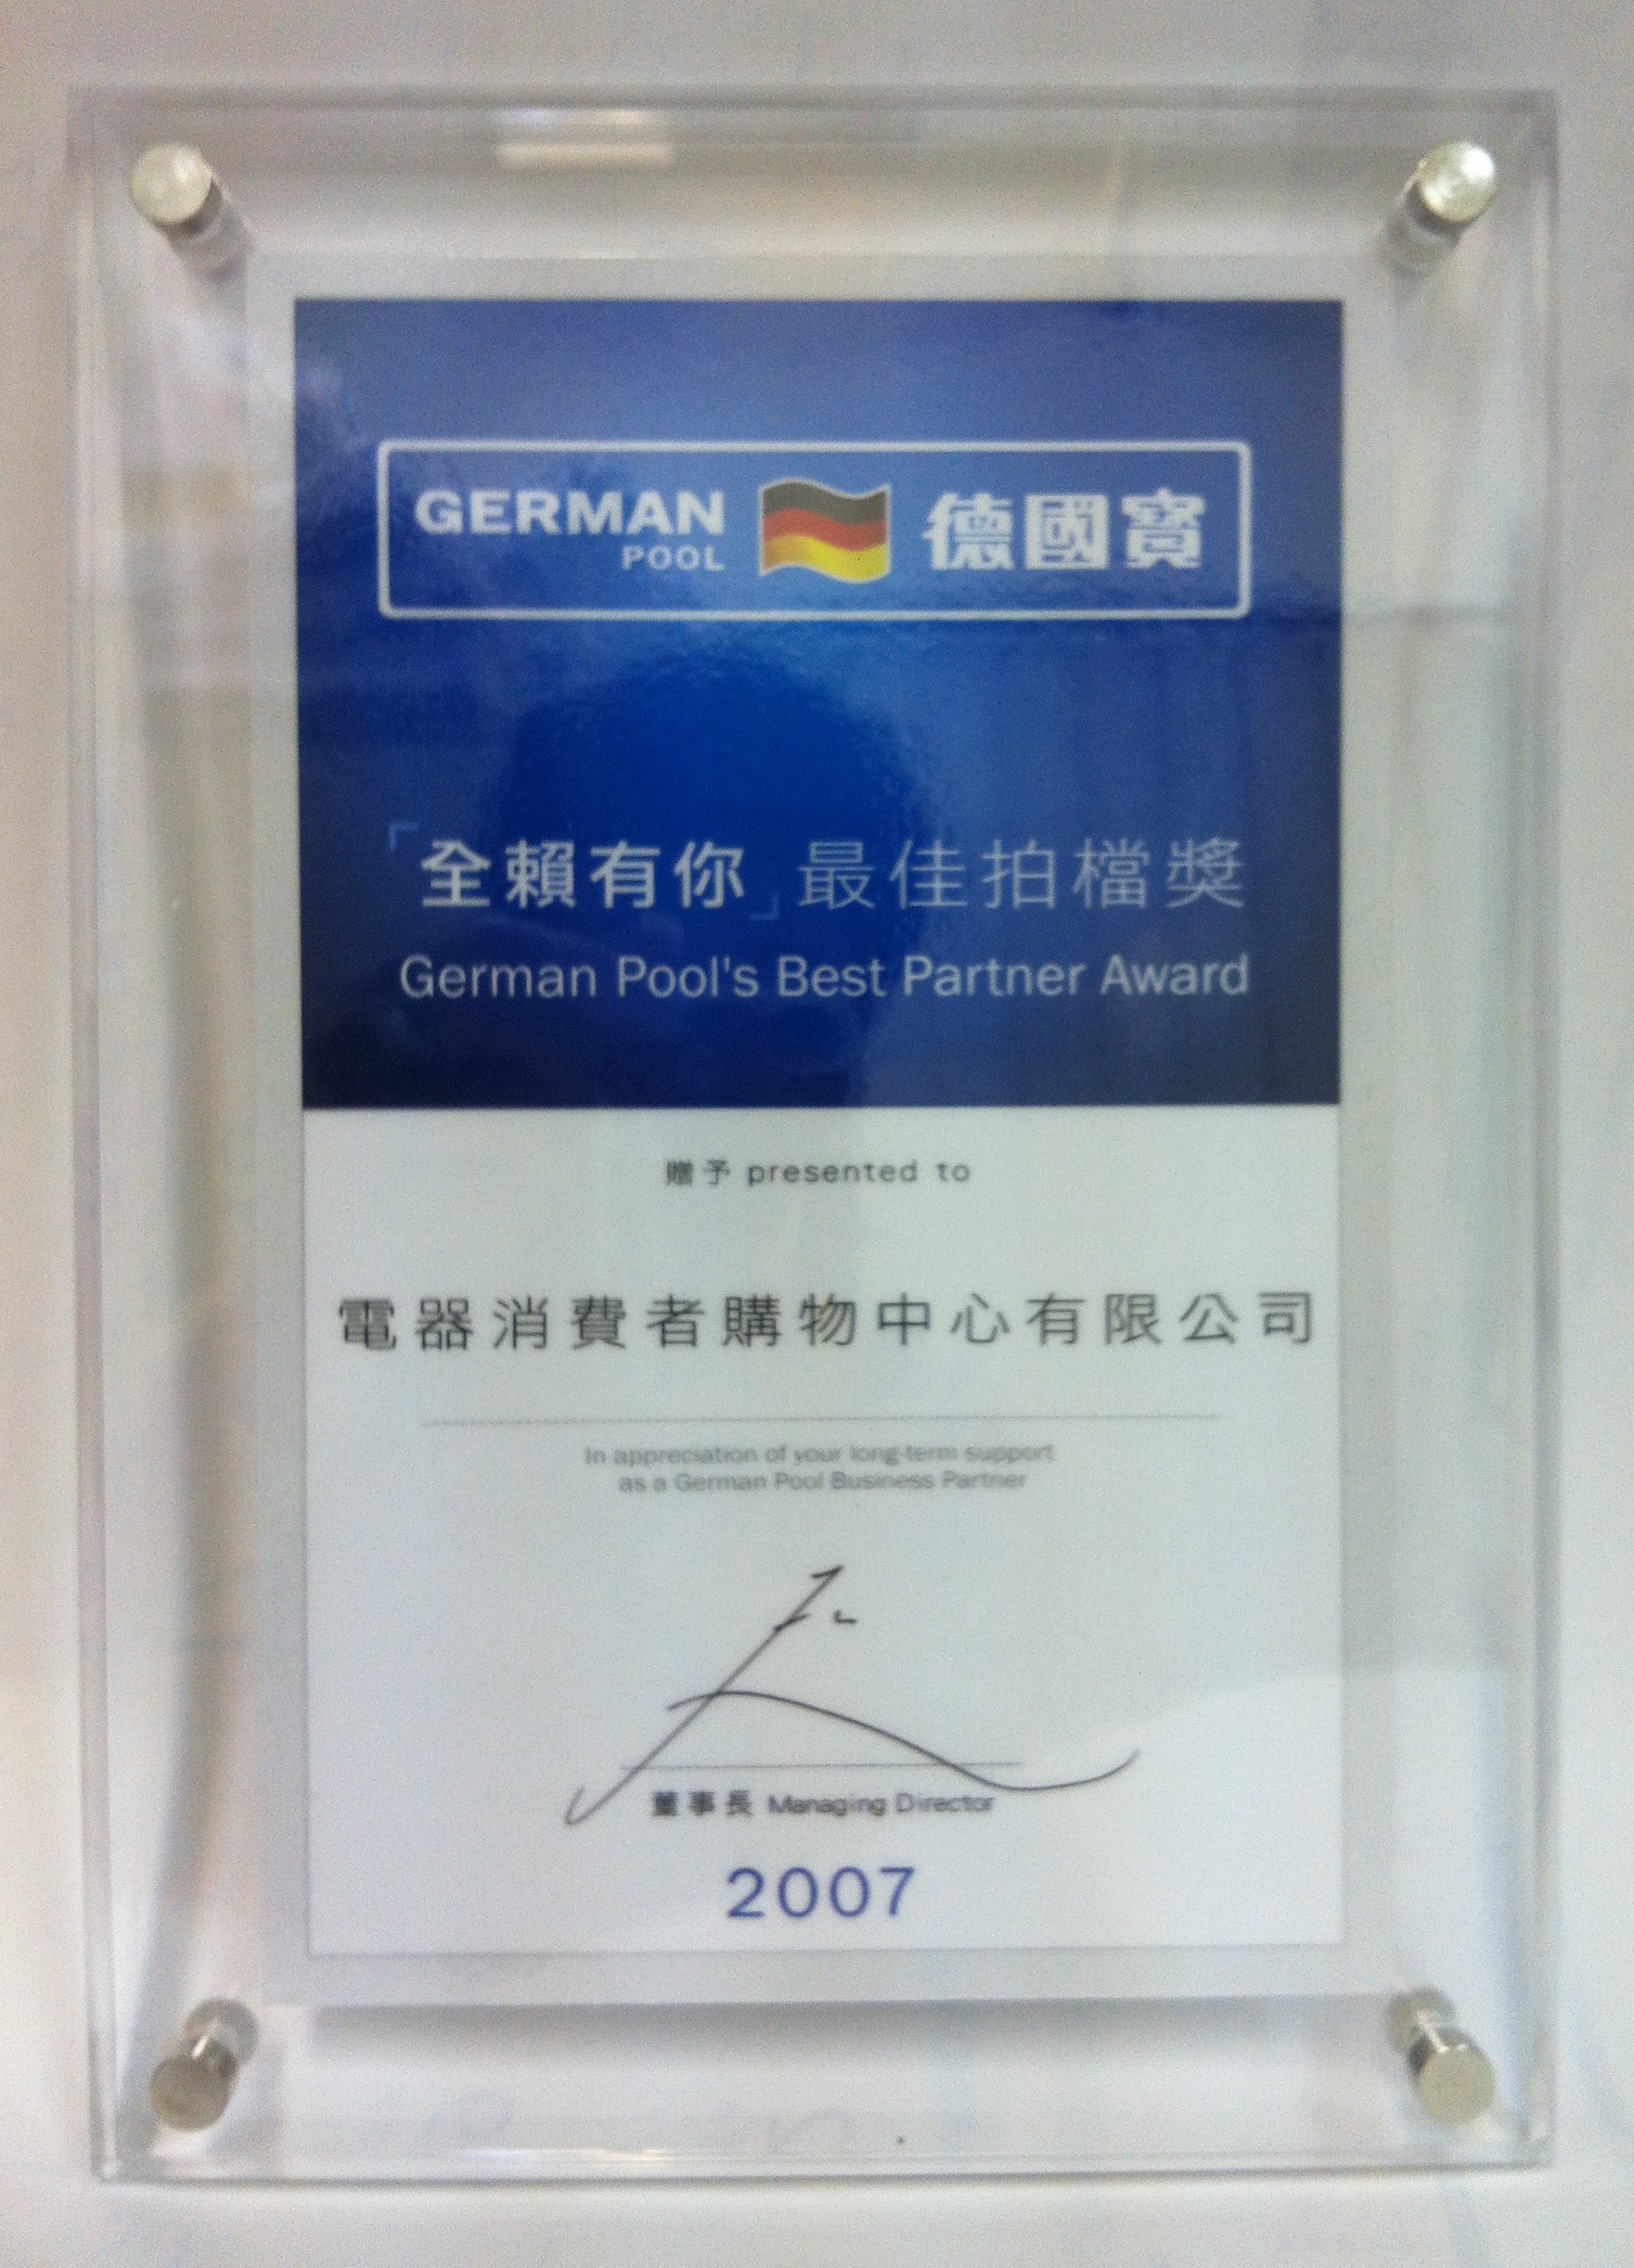 GERMAN POOL 德國寶
「全賴有你」最佳拍檔獎
German Pool's Best Partner Award
贈予 presented to
電器消費者購物中心有限公司
In appreciation of your long-term support
as a German Pool Business Partner
董事長 Managing Director
2007